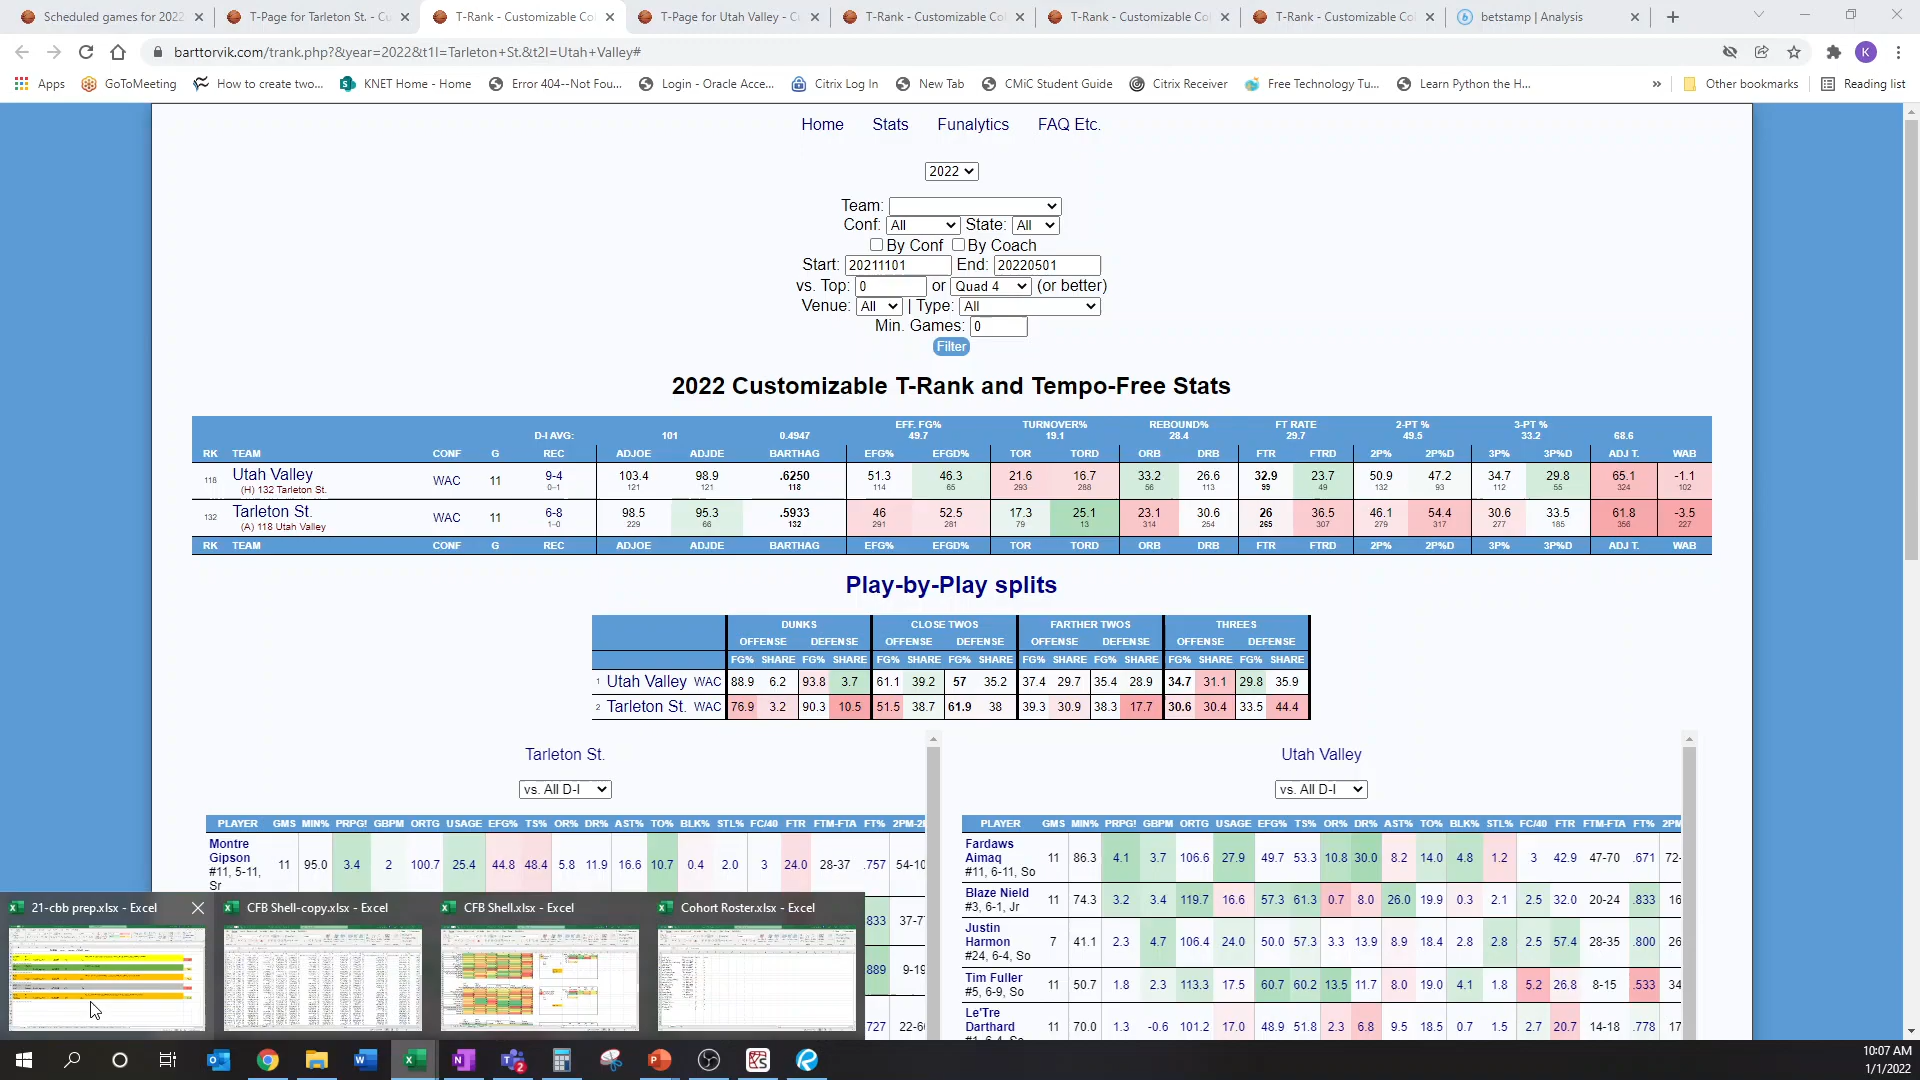 Scheduled games for 2022
T-Page for Tarleton St. - Cu
T-Rank - Customizable Col
T-Page for Utah Valley - C
T-Rank - Customizable Co
T-Rank - Customizable Co
T-Rank - Customizable Col
betstamp | Analysis
barttorvik.com/trank.php?&year=2022&t1I=Tarleton+St.&t2I=Utah+Valley#
K
Apps
GoToMeeting
How to create two...
KNET Home - Home
Error 404--Not Fou...
Login - Oracle Acce...
Citrix Log In
New Tab
CMiC Student Guide
Citrix Receiver
Free Technology Tu...
Learn Python the H...
»
Other bookmarks
Reading list
Home Stats Funalytics FAQ Etc.
2022
Team:
Conf: All State: All
By Conf By Coach
Start: 20211101 End: 20220501
vs. Top: 0 or Quad 4 (or better)
Venue: All | Type: All
Min. Games: 0
Filter
2022 Customizable T-Rank and Tempo-Free Stats
EFF. FG% TURNOVER% REBOUND% FT RATE 2-PT % 3-PT %
D-I AVG: 101 0.4947 49.7 19.1 28.4 29.7 49.5 33.2 68.6
RK TEAM CONF G REC ADJOE ADJDE BARTHAG EFG% EFGD% TOR TORD ORB DRB FTR FTRD 2P% 2P%D 3P% 3P%D ADJ T. WAB
118 Utah Valley WAC 11 9-4 103.4 98.9 .6250 51.3 46.3 21.6 16.7 33.2 26.6 32.9 23.7 50.9 47.2 34.7 29.8 65.1 -1.1
(H) 132 Tarleton St. 0–1 121 121 118 114 65 293 288 56 113 99 49 132 93 112 55 324 102
132 Tarleton St. WAC 11 6-8 98.5 95.3 .5933 46 52.5 17.3 25.1 23.1 30.6 26 36.5 46.1 54.4 30.6 33.5 61.8 -3.5
(A) 118 Utah Valley 1–0 229 66 132 291 281 79 13 314 254 265 307 279 317 277 185 356 227
RK TEAM CONF G REC ADJOE ADJDE BARTHAG EFG% EFGD% TOR TORD ORB DRB FTR FTRD 2P% 2P%D 3P% 3P%D ADJ T. WAB
Play-by-Play splits
DUNKS CLOSE TWOS FARTHER TWOS THREES
OFFENSE DEFENSE OFFENSE DEFENSE OFFENSE DEFENSE OFFENSE DEFENSE
FG% SHARE FG% SHARE FG% SHARE FG% SHARE FG% SHARE FG% SHARE FG% SHARE FG% SHARE
1 Utah Valley WAC 88.9 6.2 93.8 3.7 61.1 39.2 57 35.2 37.4 29.7 35.4 28.9 34.7 31.1 29.8 35.9
2 Tarleton St. WAC 76.9 3.2 90.3 10.5 51.5 38.7 61.9 38 39.3 30.9 38.3 17.7 30.6 30.4 33.5 44.4
Tarleton St.
vs. All D-I
PLAYER GMS MIN% PRPG! GBPM ORTG USAGE EFG% TS% OR% DR% AST% TO% BLK% STL% FC/40 FTR FTM-FTA FT% 2PM-2
Montre
Gipson
#11, 5-11,
Sr
11 95.0 3.4 2 100.7 25.4 44.8 48.4 5.8 11.9 16.6 10.7 0.4 2.0 3 24.0 28-37 .757 54-10
833 37-7
889 9-19
727 22-6
Utah Valley
vs. All D-I
PLAYER GMS MIN% PRPG! GBPM ORTG USAGE EFG% TS% OR% DR% AST% TO% BLK% STL% FC/40 FTR FTM-FTA FT% 2PM
Fardaws
Aimaq
#11, 6-11, So
11 86.3 4.1 3.7 106.6 27.9 49.7 53.3 10.8 30.0 8.2 14.0 4.8 1.2 3 42.9 47-70 .671 72-
Blaze Nield
#3, 6-1, Jr
11 74.3 3.2 3.4 119.7 16.6 57.3 61.3 0.7 8.0 26.0 19.9 0.3 2.1 2.5 32.0 20-24 .833 16
Justin
Harmon
#24, 6-4, So
7 41.1 2.3 4.7 106.4 24.0 50.0 57.3 3.3 13.9 8.9 18.4 2.8 2.8 2.5 57.4 28-35 .800 26
Tim Fuller
#5, 6-9, So
11 50.7 1.8 2.3 113.3 17.5 60.7 60.2 13.5 11.7 8.0 19.0 4.1 1.8 5.2 26.8 8-15 .533 34
Le'Tre
Darthard
11 70.0 1.3 -0.6 101.2 17.0 48.9 51.8 2.3 6.8 9.5 18.5 0.7 1.5 2.7 20.7 14-18 .778 17
21-cbb prep.xlsx - Excel
CFB Shell-copy.xlsx - Excel
CFB Shell.xlsx - Excel
Cohort Roster.xlsx - Excel
10:07 AM
1/1/2022